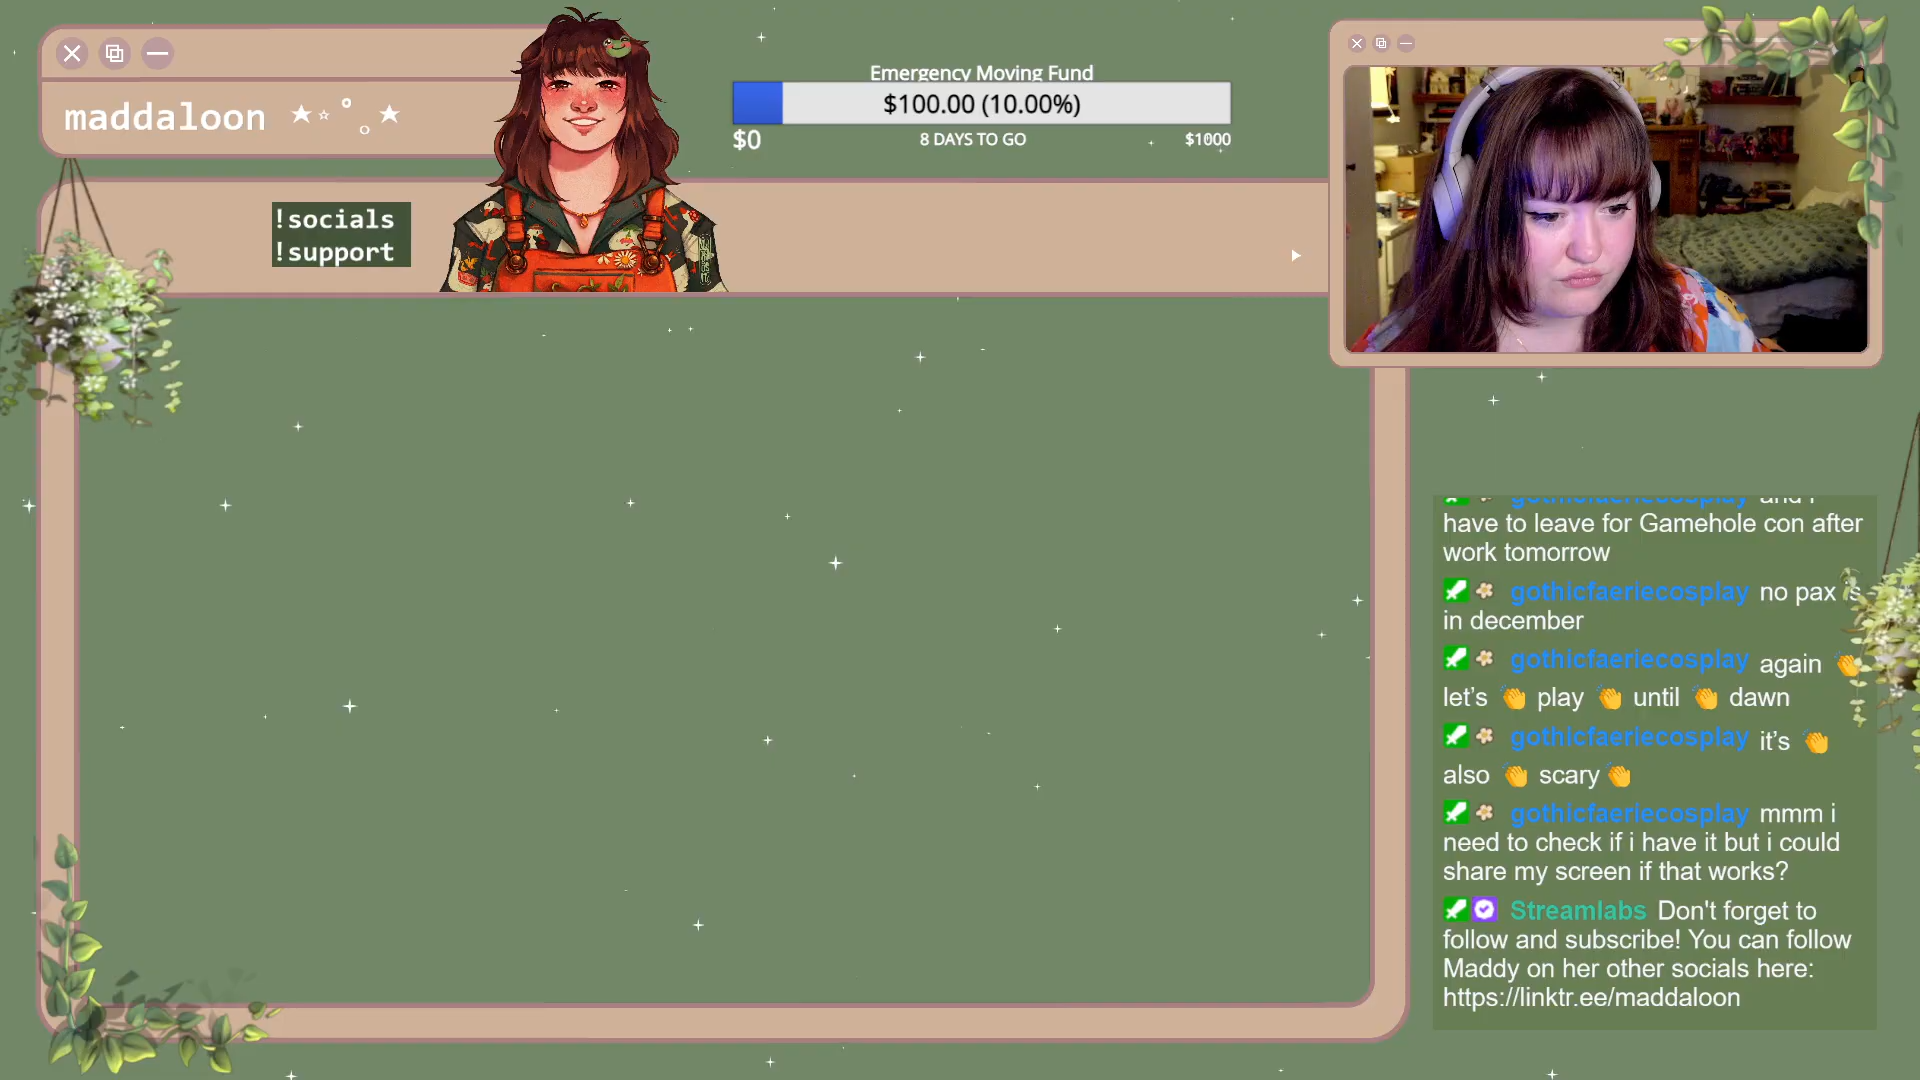 maddaloon
Emergency Moving Fund
$100.00 (10.00%)
$0
8 DAYS TO GO
$1000
!socials
!support
gothicfaeriecosplay and i
have to leave for Gamehole con after
work tomorrow
gothicfaeriecosplay no pax is
in december
gothicfaeriecosplay again 👏
let's 👏 play 👏 until 👏 dawn
gothicfaeriecosplay it's 👏
also 👏 scary 👏
gothicfaeriecosplay mmm i
need to check if i have it but i could
share my screen if that works?
Streamlabs Don't forget to
follow and subscribe! You can follow
Maddy on her other socials here:
https://linktr.ee/maddaloon